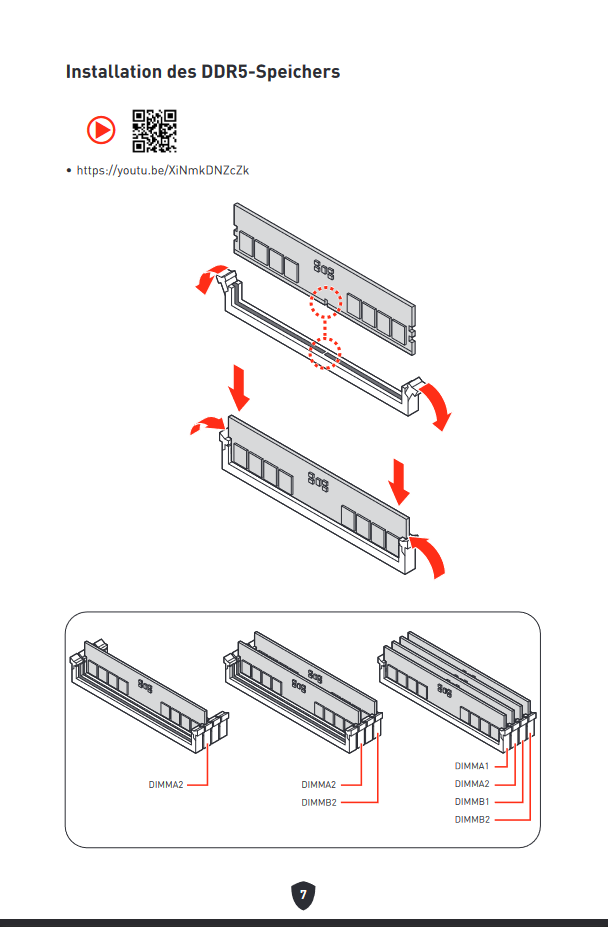 Installation des DDR5-Speichers
• https://youtu.be/XiNmkDNZcZk
DIMMA2
DIMMA2
DIMMB2
DIMMA1
DIMMA2
DIMMB1
DIMMB2
7